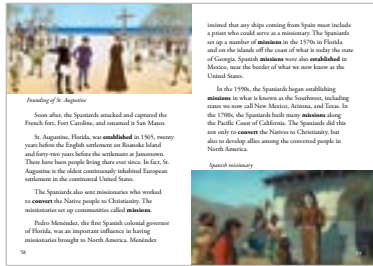 Founding of St. Augustine
Soon after, the Spaniards attacked and captured the
French fort, Fort Caroline, and renamed it San Mateo.
St. Augustine, Florida, was established in 1565, twenty
years before the English settlement on Roanoke Island
and forty-two years before the settlement at Jamestown.
There have been people living there ever since. In fact, St.
Augustine is the oldest continuously inhabited European
settlement in the continental United States.
The Spaniards also sent missionaries who worked
to convert the Native people to Christianity. The
missionaries set up communities called missions.
Pedro Menéndez, the first Spanish colonial governor
of Florida, was an important influence in having
missionaries brought to North America. Menéndez
58
insisted that any ships coming from Spain must include
a priest who could serve as a missionary. The Spaniards
set up a number of missions in the 1570s in Florida
and on the islands off the coast of what is today the state
of Georgia. Spanish missions were also established in
Mexico, near the border of what we now know as the
United States.
In the 1590s, the Spaniards began establishing
missions in what is known as the Southwest, including
states we now call New Mexico, Arizona, and Texas. In
the 1700s, the Spaniards built many missions along
the Pacific Coast of California. The Spaniards did this
not only to convert the Natives to Christianity, but
also to develop allies among the converted people in
North America.
Spanish missionary
59